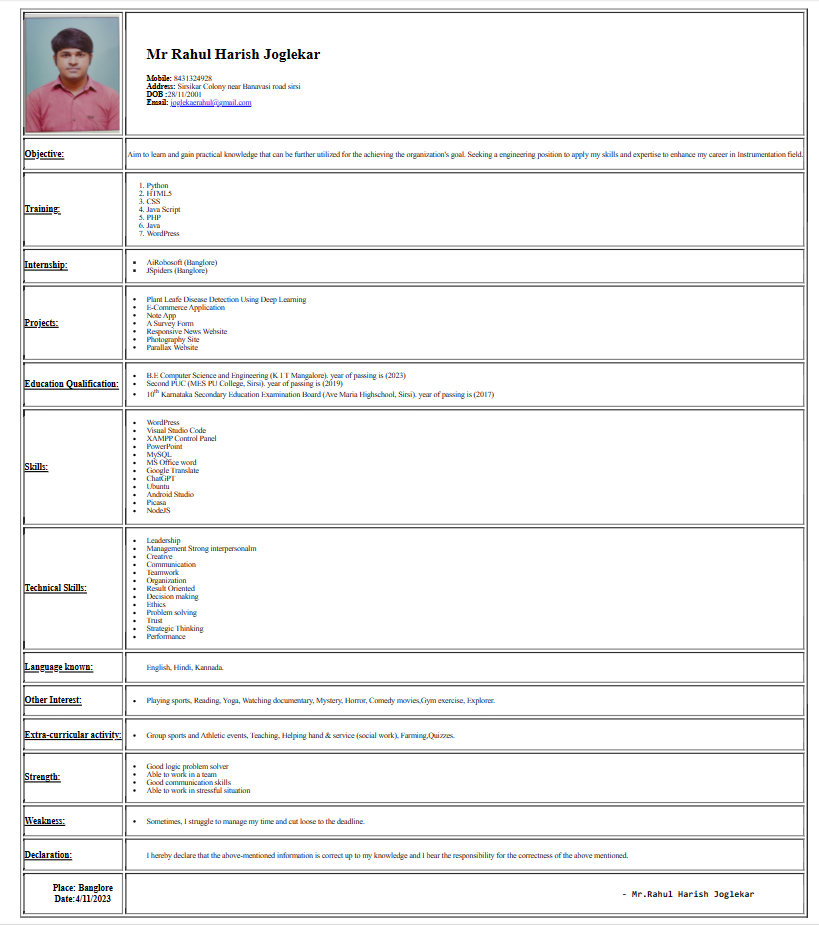 Mr Rahul Harish Joglekar
Mobile: 8431324928
Address: Sirsikar Colony near Banavasi road sirsi
DOB :28/11/2001
Email: joglekaerahul@gmail.com
Objective:
Aim to learn and gain practical knowledge that can be further utilized for the achieving the organization's goal. Seeking a engineering position to apply my skills and expertise to enhance my career in Instrumentation field.
Training:
1. Python
2. HTML5
3. CSS
4. Java Script
5. PHP
6. Java
7. WordPress
Internship:
• AiRobosoft (Banglore)
• JSpiders (Banglore)
Projects:
• Plant Leafe Disease Detection Using Deep Learning
• E-Commerce Application
• Note App
• A Survey Form
• Responsive News Website
• Photography Site
• Parallax Website
Education Qualification:
• B.E Computer Science and Engineering (K I T Mangalore). year of passing is (2023)
• Second PUC (MES PU College, Sirsi). year of passing is (2019)
• 10th Karnataka Secondary Education Examination Board (Ave Maria Highschool, Sirsi). year of passing is (2017)
Skills:
• WordPress
• Visual Studio Code
• XAMPP Control Panel
• PowerPoint
• MySQL
• MS Office word
• Google Translate
• ChatGPT
• Ubuntu
• Android Studio
• Picasa
• NodeJS
Technical Skills:
• Leadership
• Management Strong interpersonalm
• Creative
• Communication
• Teamwork
• Organization
• Result Oriented
• Decision making
• Ethics
• Problem solving
• Trust
• Strategic Thinking
• Performance
Language known:
English, Hindi, Kannada.
Other Interest:
• Playing sports, Reading, Yoga, Watching documentary, Mystery, Horror, Comedy movies,Gym exercise, Explorer.
Extra-curricular activity:
• Group sports and Athletic events, Teaching, Helping hand & service (social work), Farming,Quizzes.
Strength:
• Good logic problem solver
• Able to work in a team
• Good communication skills
• Able to work in stressful situation
Weakness:
• Sometimes, I struggle to manage my time and cut loose to the deadline.
Declaration:
I hereby declare that the above-mentioned information is correct up to my knowledge and I bear the responsibility for the correctness of the above mentioned.
Place: Banglore
Date:4/11/2023
- Mr.Rahul Harish Joglekar